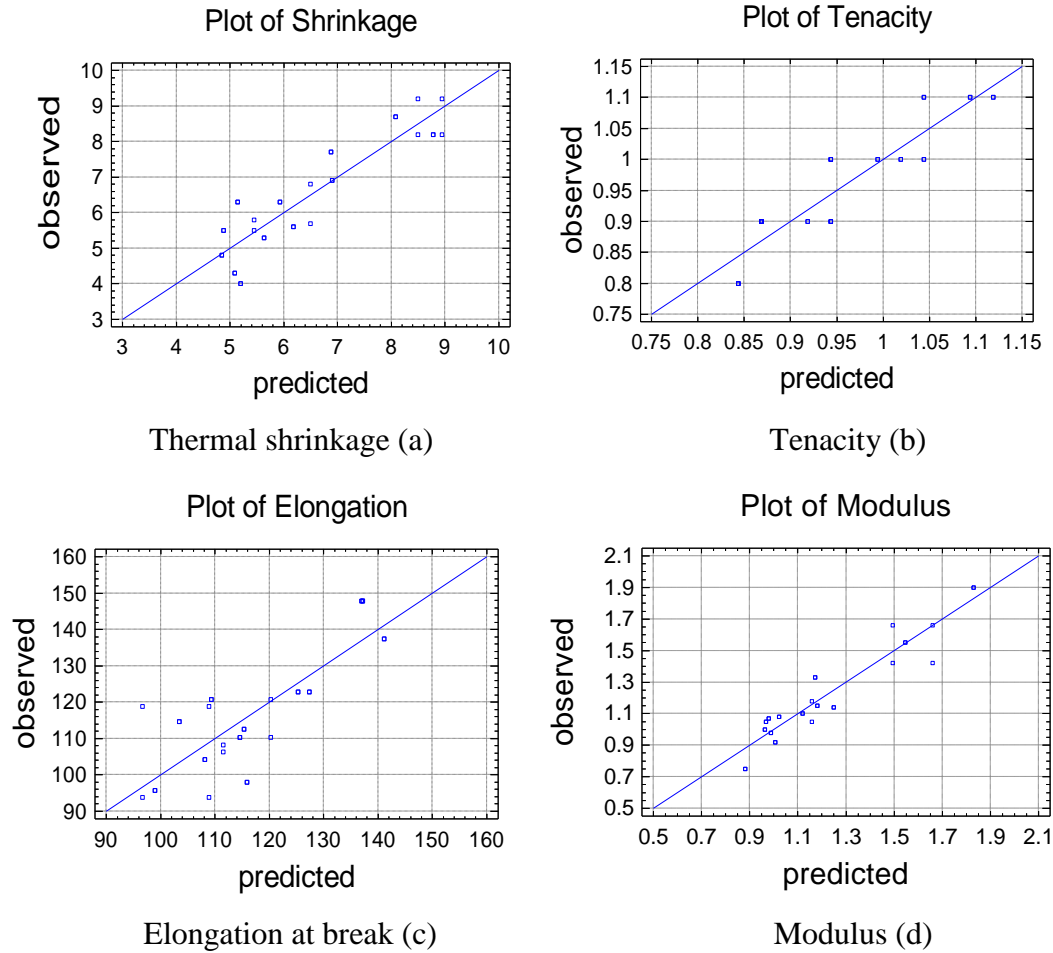 Plot of Shrinkage
10
9
8
7
6
5
4
3
observed
3 4 5 6 7 8 9 10
predicted
Thermal shrinkage (a)
Plot of Tenacity
1.15
1.1
1.05
1
0.95
0.9
0.85
0.8
0.75
observed
0.75 0.8 0.85 0.9 0.95 1 1.05 1.1 1.15
predicted
Tenacity (b)
Plot of Elongation
160
150
140
130
120
110
100
90
observed
90 100 110 120 130 140 150 160
predicted
Elongation at break (c)
Plot of Modulus
2.1
1.9
1.7
1.5
1.3
1.1
0.9
0.7
0.5
observed
0.5 0.7 0.9 1.1 1.3 1.5 1.7 1.9 2.1
predicted
Modulus (d)